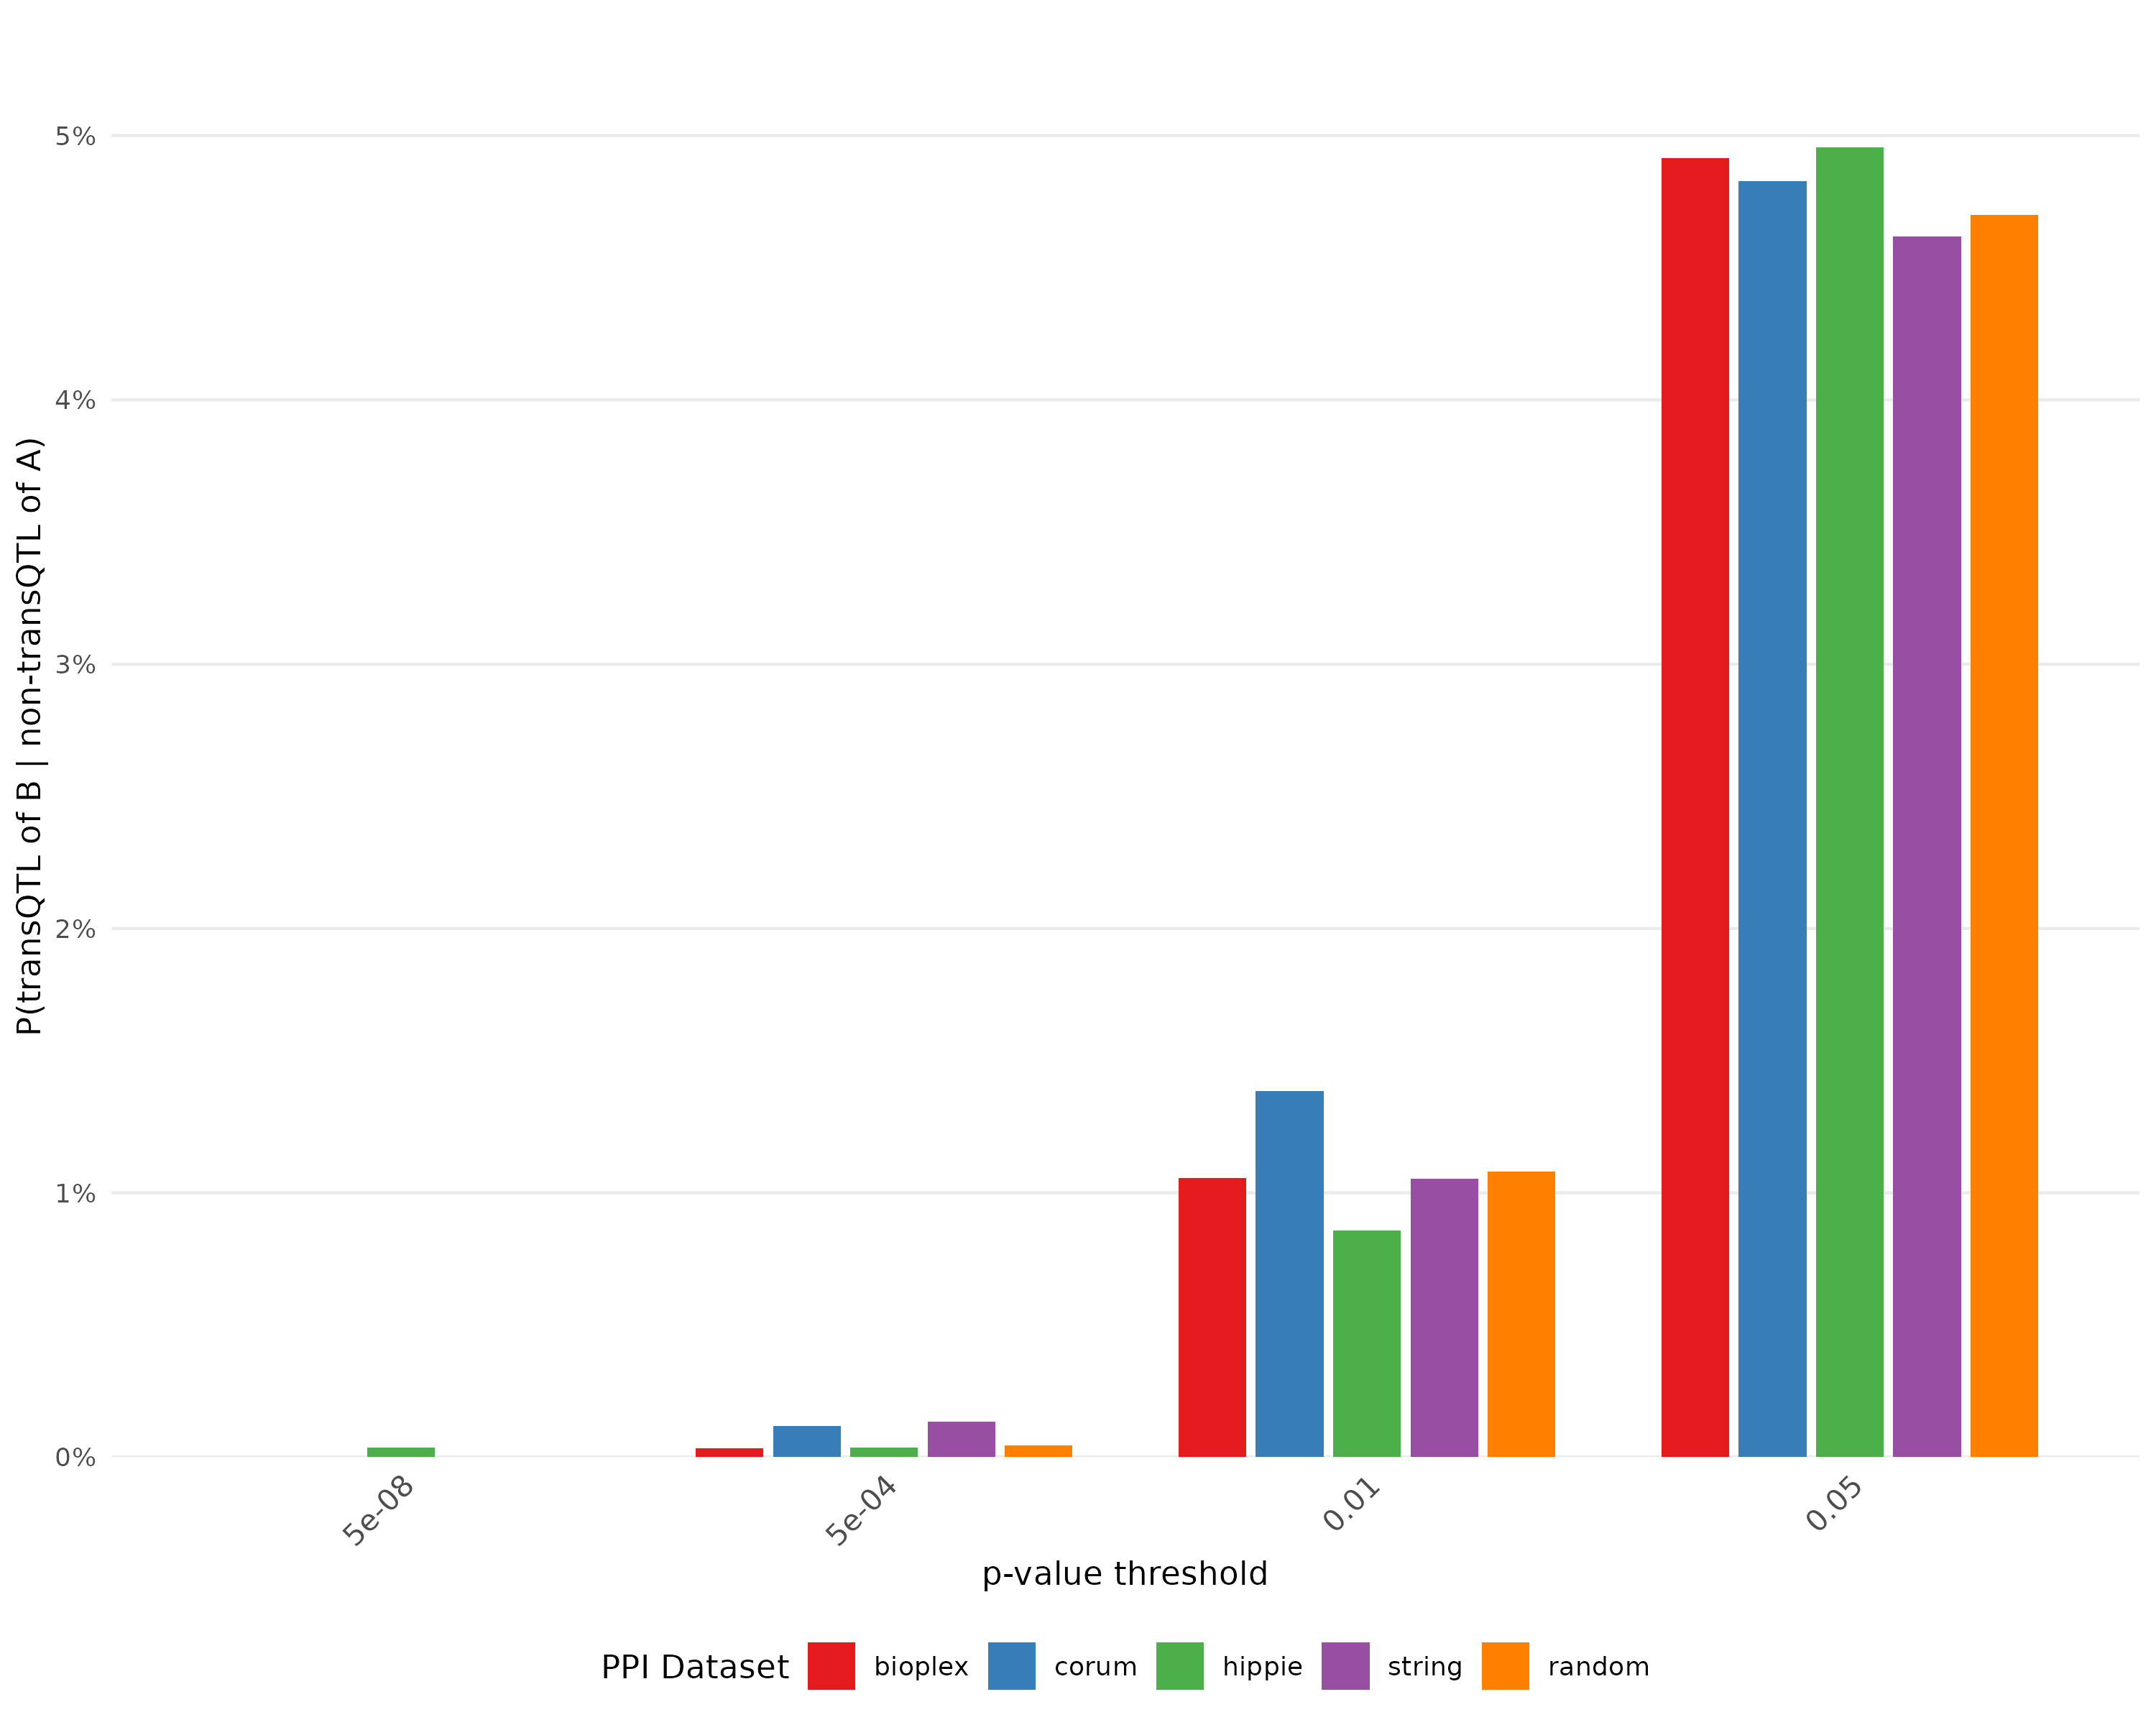 5%
4%
3%
2%
1%
0%
P(transQTL of B | non-transQTL of A)
5e-08
5e-04
0.01
0.05
p-value threshold
PPI Dataset bioplex corum hippie string random